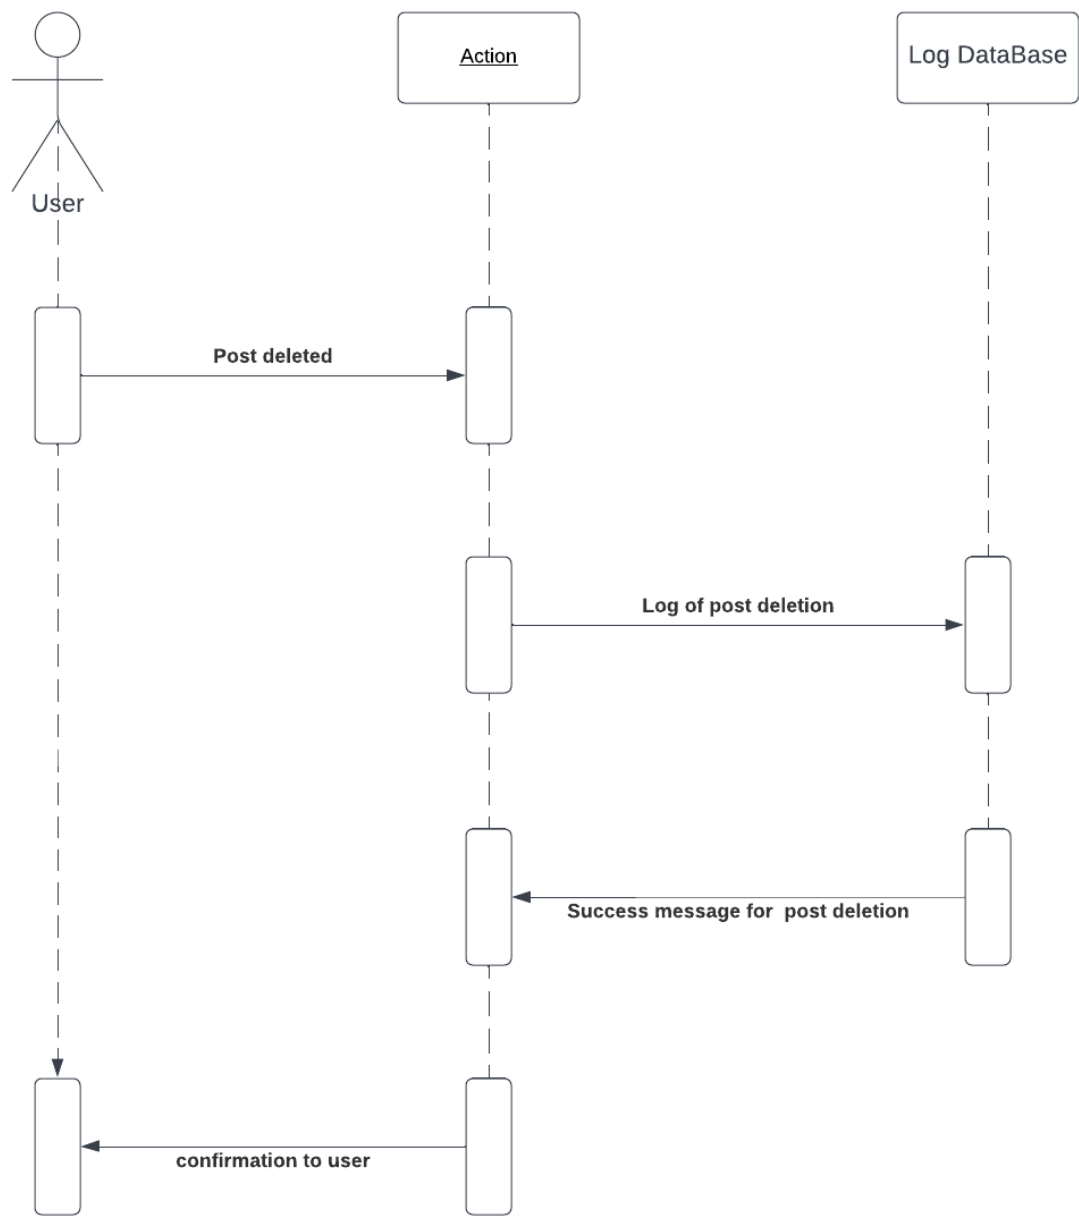 Action
Log DataBase
User
Post deleted
Log of post deletion
Success message for  post deletion
confirmation to user